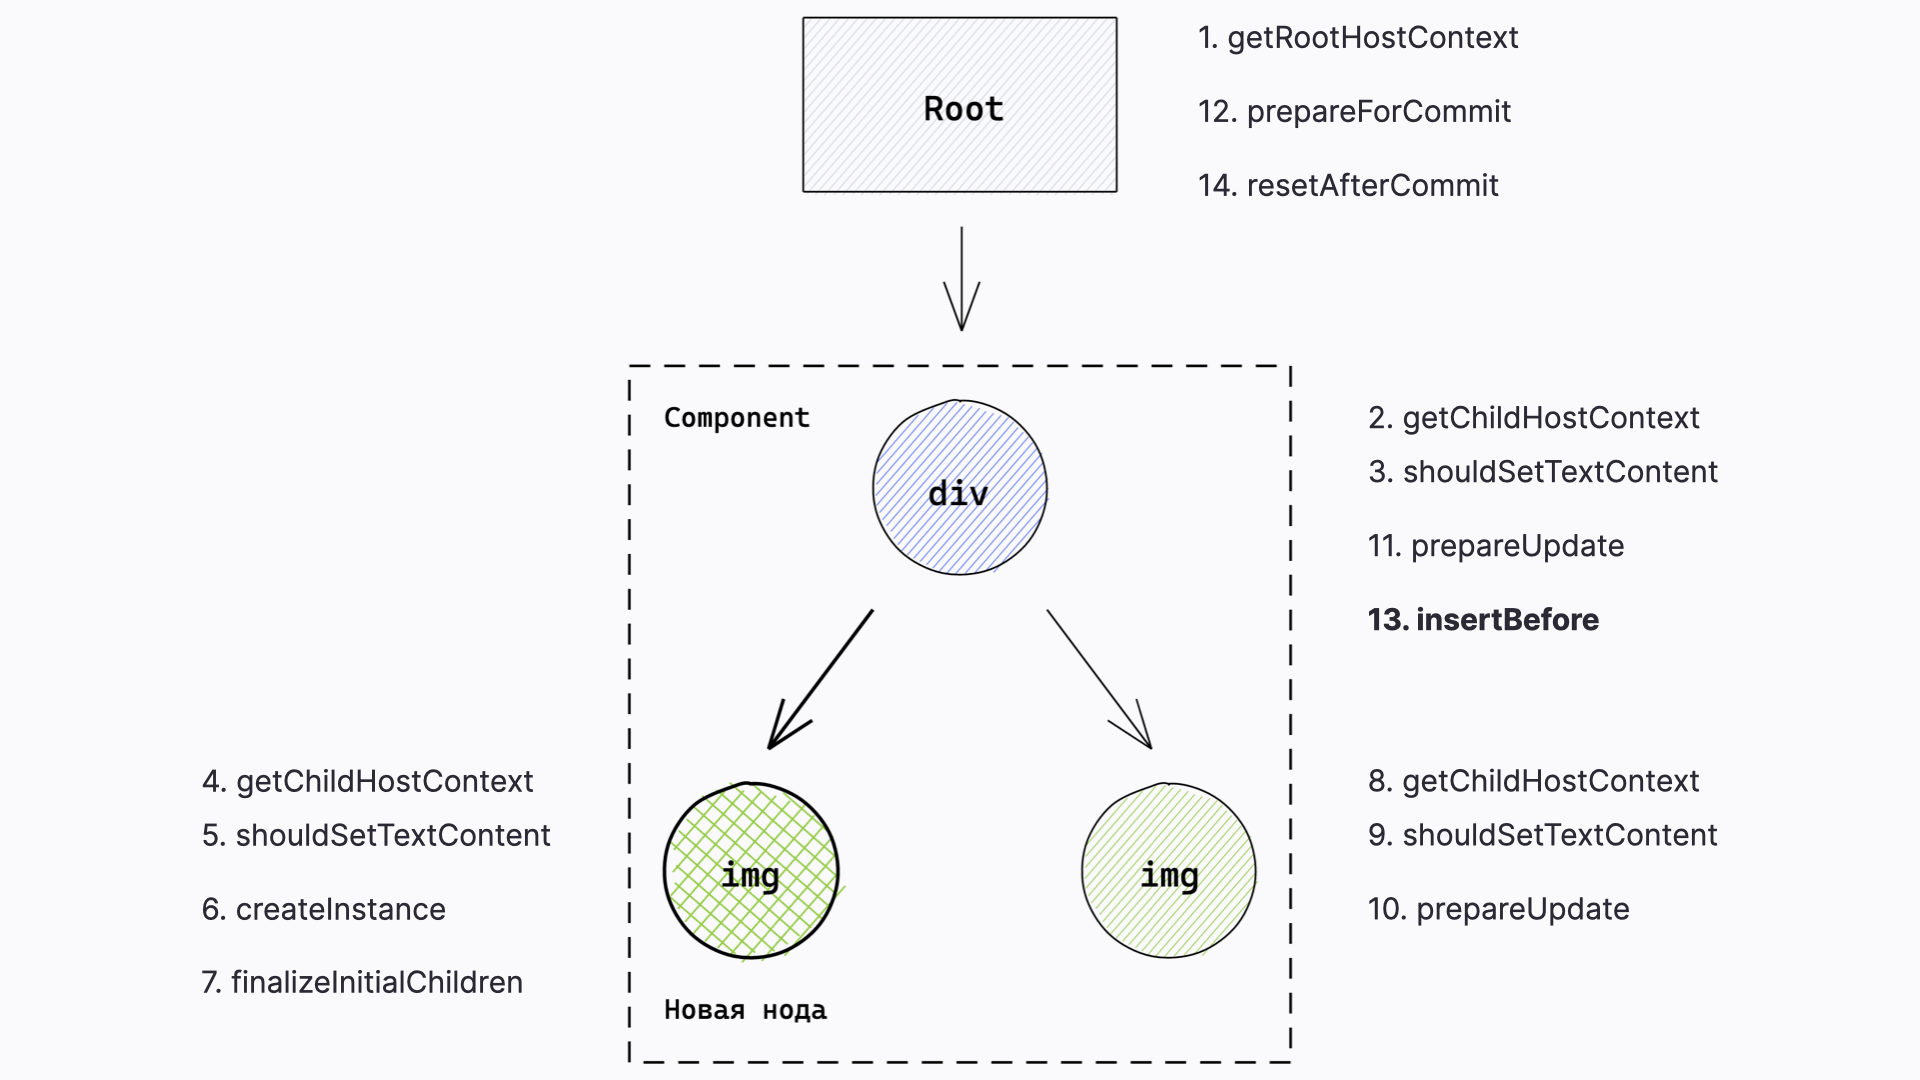 Root
1. getRootHostContext
12. prepareForCommit
14. resetAfterCommit
Component
div
2. getChildHostContext
3. shouldSetTextContent
11. prepareUpdate
13. insertBefore
4. getChildHostContext
5. shouldSetTextContent
6. createInstance
7. finalizeInitialChildren
img
Новая нода
img
8. getChildHostContext
9. shouldSetTextContent
10. prepareUpdate